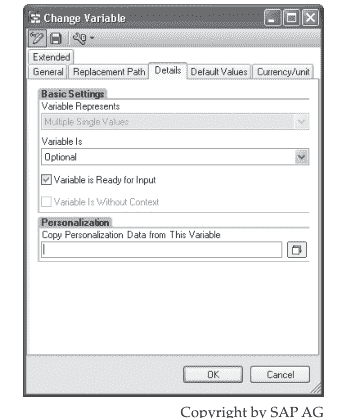 Change Variable
Extended
General Replacement Path Details Default Values Currency/unit
Basic Settings
Variable Represents
Multiple Single Values
Variable Is
Optional
Variable is Ready for Input
Variable Is Without Context
Personalization
Copy Personalization Data from This Variable
OK Cancel
Copyright by SAP AG